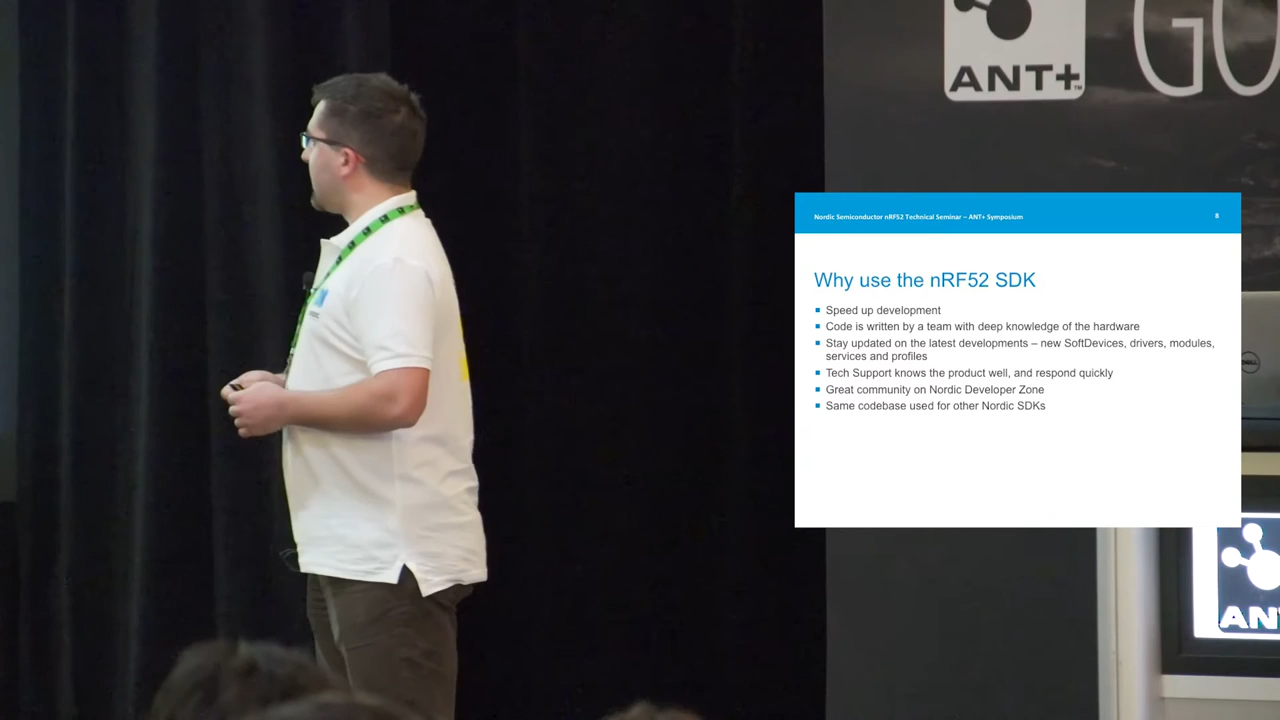 ANT+
GO
Nordic Semiconductor nRF52 Technical Seminar – ANT+ Symposium
8
Why use the nRF52 SDK
Speed up development
Code is written by a team with deep knowledge of the hardware
Stay updated on the latest developments – new SoftDevices, drivers, modules,
services and profiles
Tech Support knows the product well, and respond quickly
Great community on Nordic Developer Zone
Same codebase used for other Nordic SDKs
DELL
AN